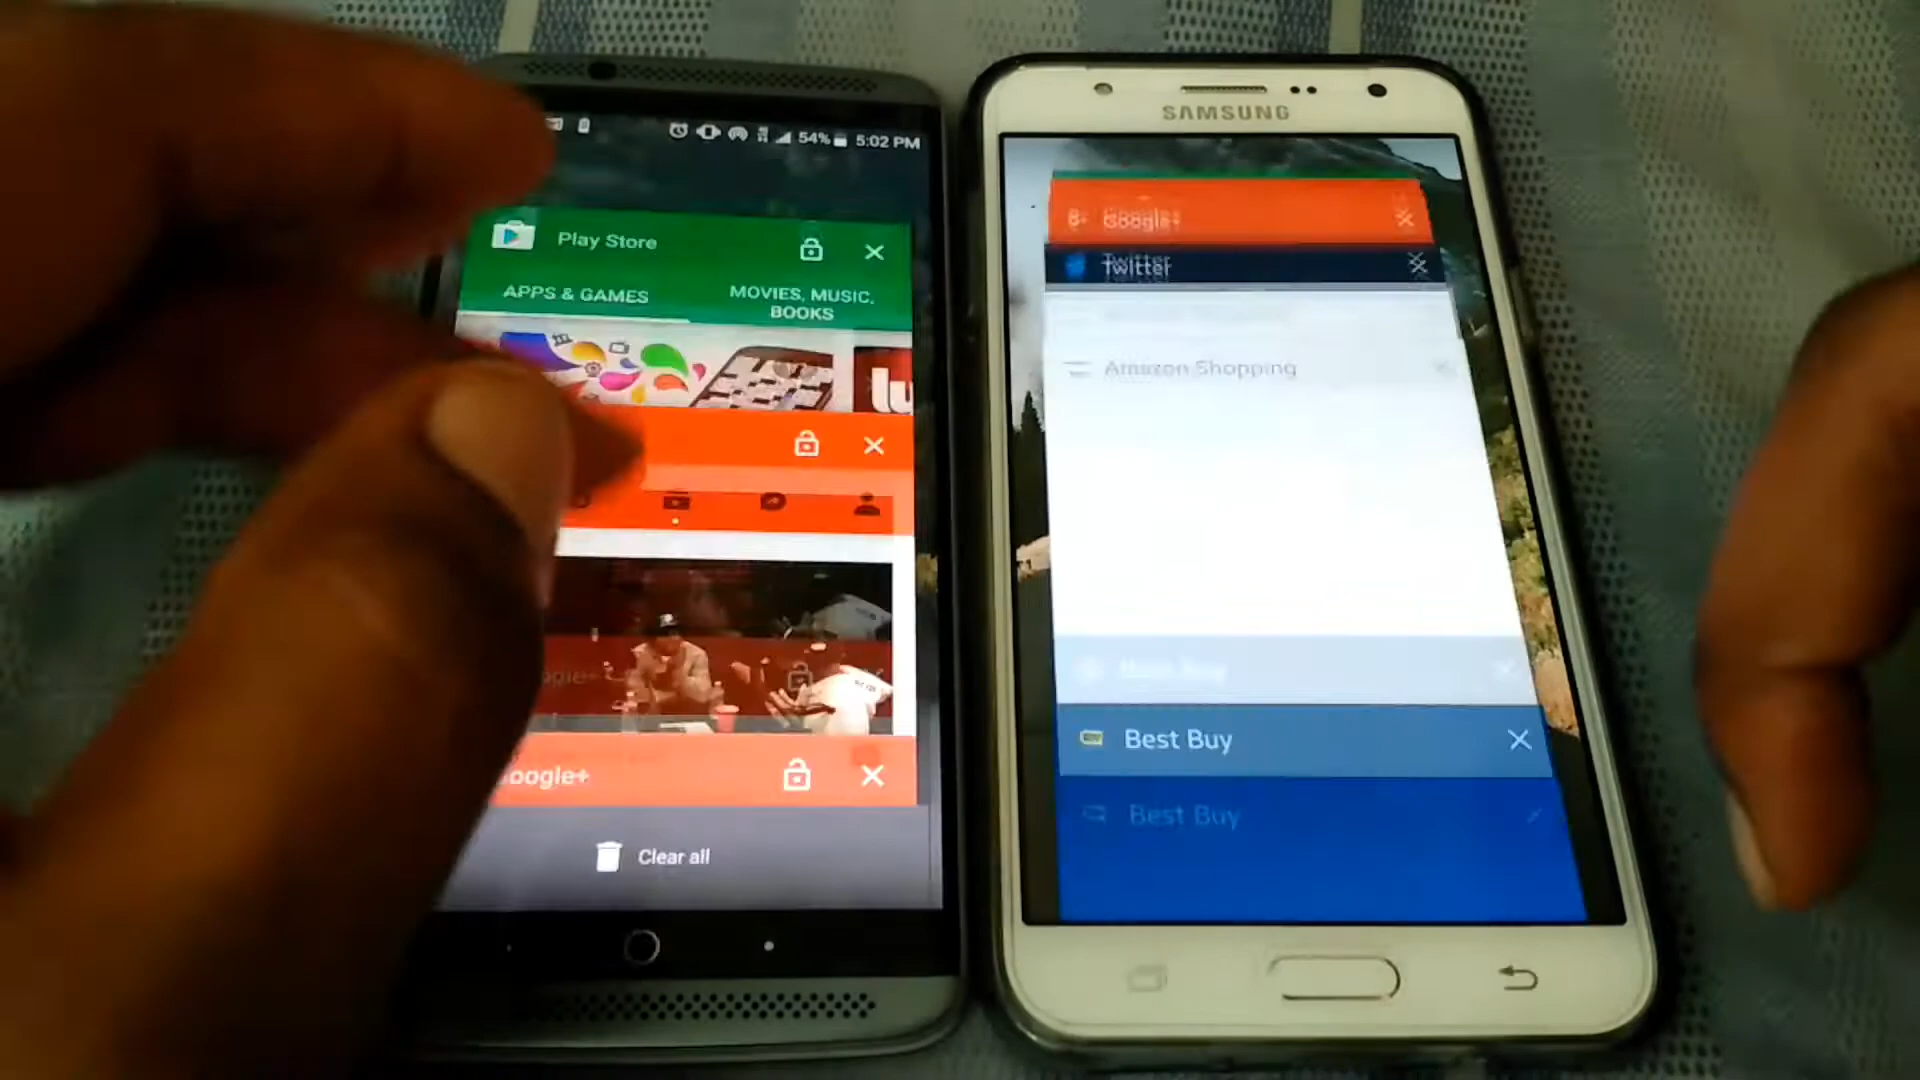 54% 5:02 PM
Play Store
APPS & GAMES
MOVIES, MUSIC,
BOOKS
oogle+
Clear all
SAMSUNG
Google+
Twitter
Amazon Shopping
Best Buy
Best Buy